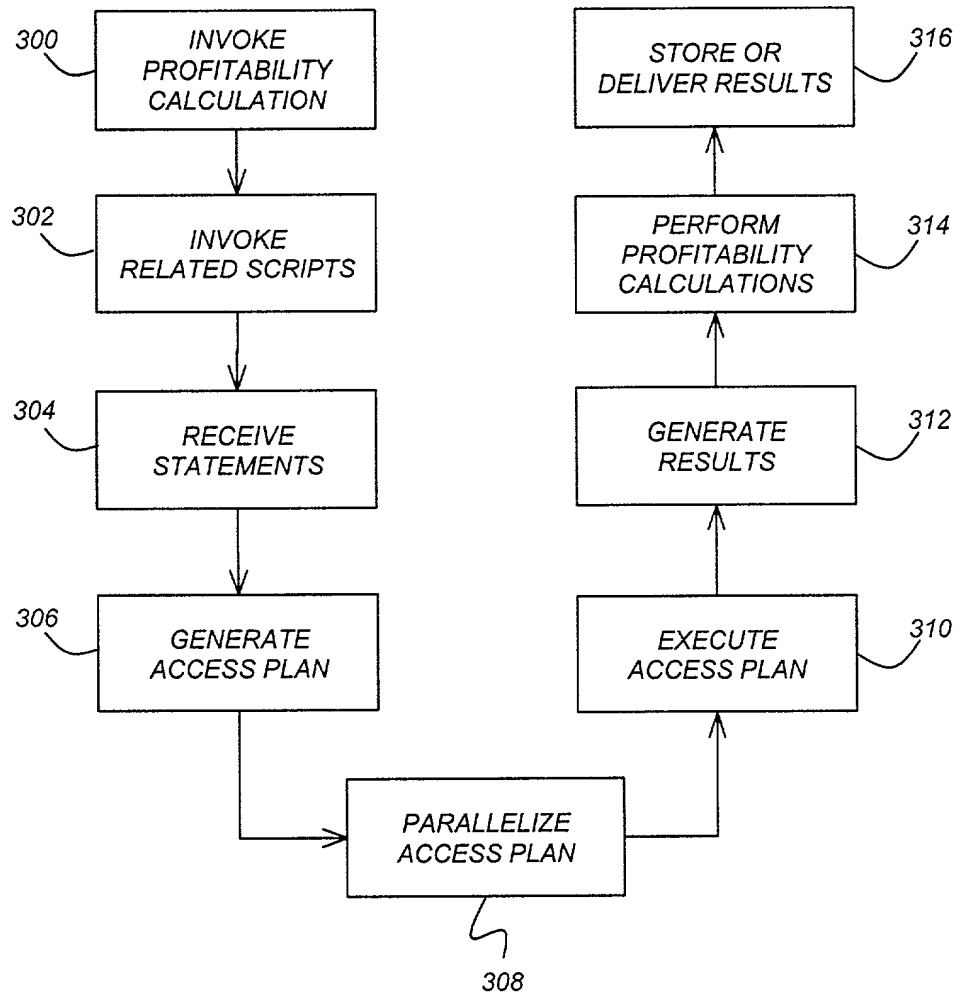 300
INVOKE
PROFITABILITY
CALCULATION
302
INVOKE
RELATED SCRIPTS
304
RECEIVE
STATEMENTS
306
GENERATE
ACCESS PLAN
PARALLELIZE
ACCESS PLAN
308
EXECUTE
ACCESS PLAN
310
GENERATE
RESULTS
312
PERFORM
PROFITABILITY
CALCULATIONS
314
STORE OR
DELIVER RESULTS
316